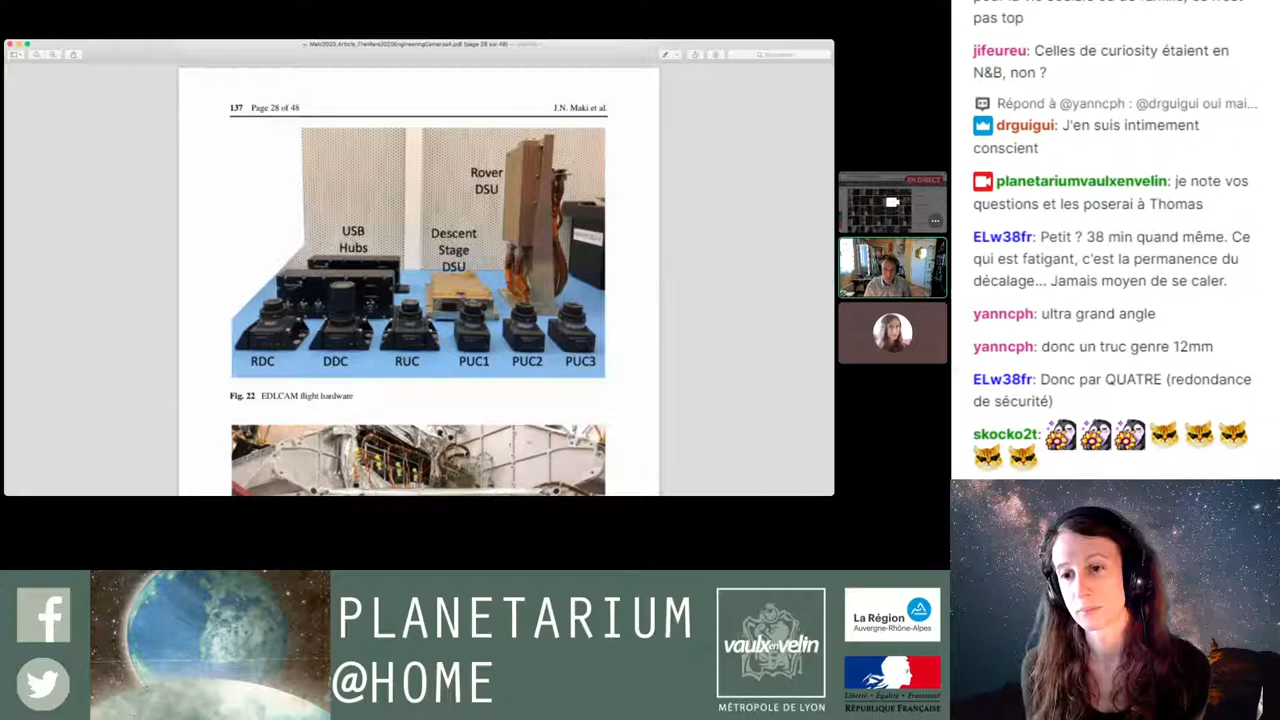 137 Page 28 of 48
J.N. Maki et al.
Rover
DSU
USB
Hubs
Descent
Stage
DSU
RDC
DDC
RUC
PUC1
PUC2
PUC3
Fig. 22 EDLCAM flight hardware
EN DIRECT
pas top
jifeureu: Celles de curiosity étaient en
N&B, non ?
Répond à @yanncph : @drguigui oui mai...
drguigui: J'en suis intimement
conscient
planetariumvaulxenvelin: je note vos
questions et les poserai à Thomas
ELw38fr: Petit ? 38 min quand même. Ce
qui est fatigant, c'est la permanence du
décalage... Jamais moyen de se caler.
yanncph: ultra grand angle
yanncph: donc un truc genre 12mm
ELw38fr: Donc par QUATRE (redondance
de sécurité)
skocko2t:
PLANETARIUM
@HOME
vaulx en velin
MÉTROPOLE DE LYON
La Région
Auvergne-Rhône-Alpes
Liberté • Égalité • Fraternité
RÉPUBLIQUE FRANÇAISE